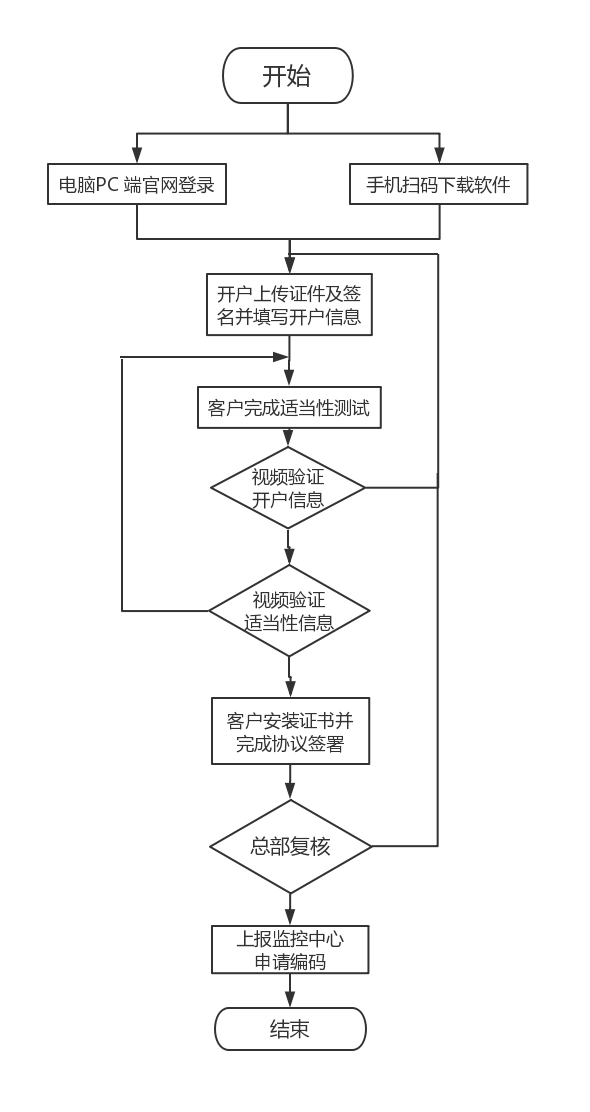 开始
电脑PC 端官网登录
手机扫码下载软件
开户上传证件及签
名并填写开户信息
客户完成适当性测试
视频验证
开户信息
视频验证
适当性信息
客户安装证书并
完成协议签署
总部复核
上报监控中心
申请编码
结束